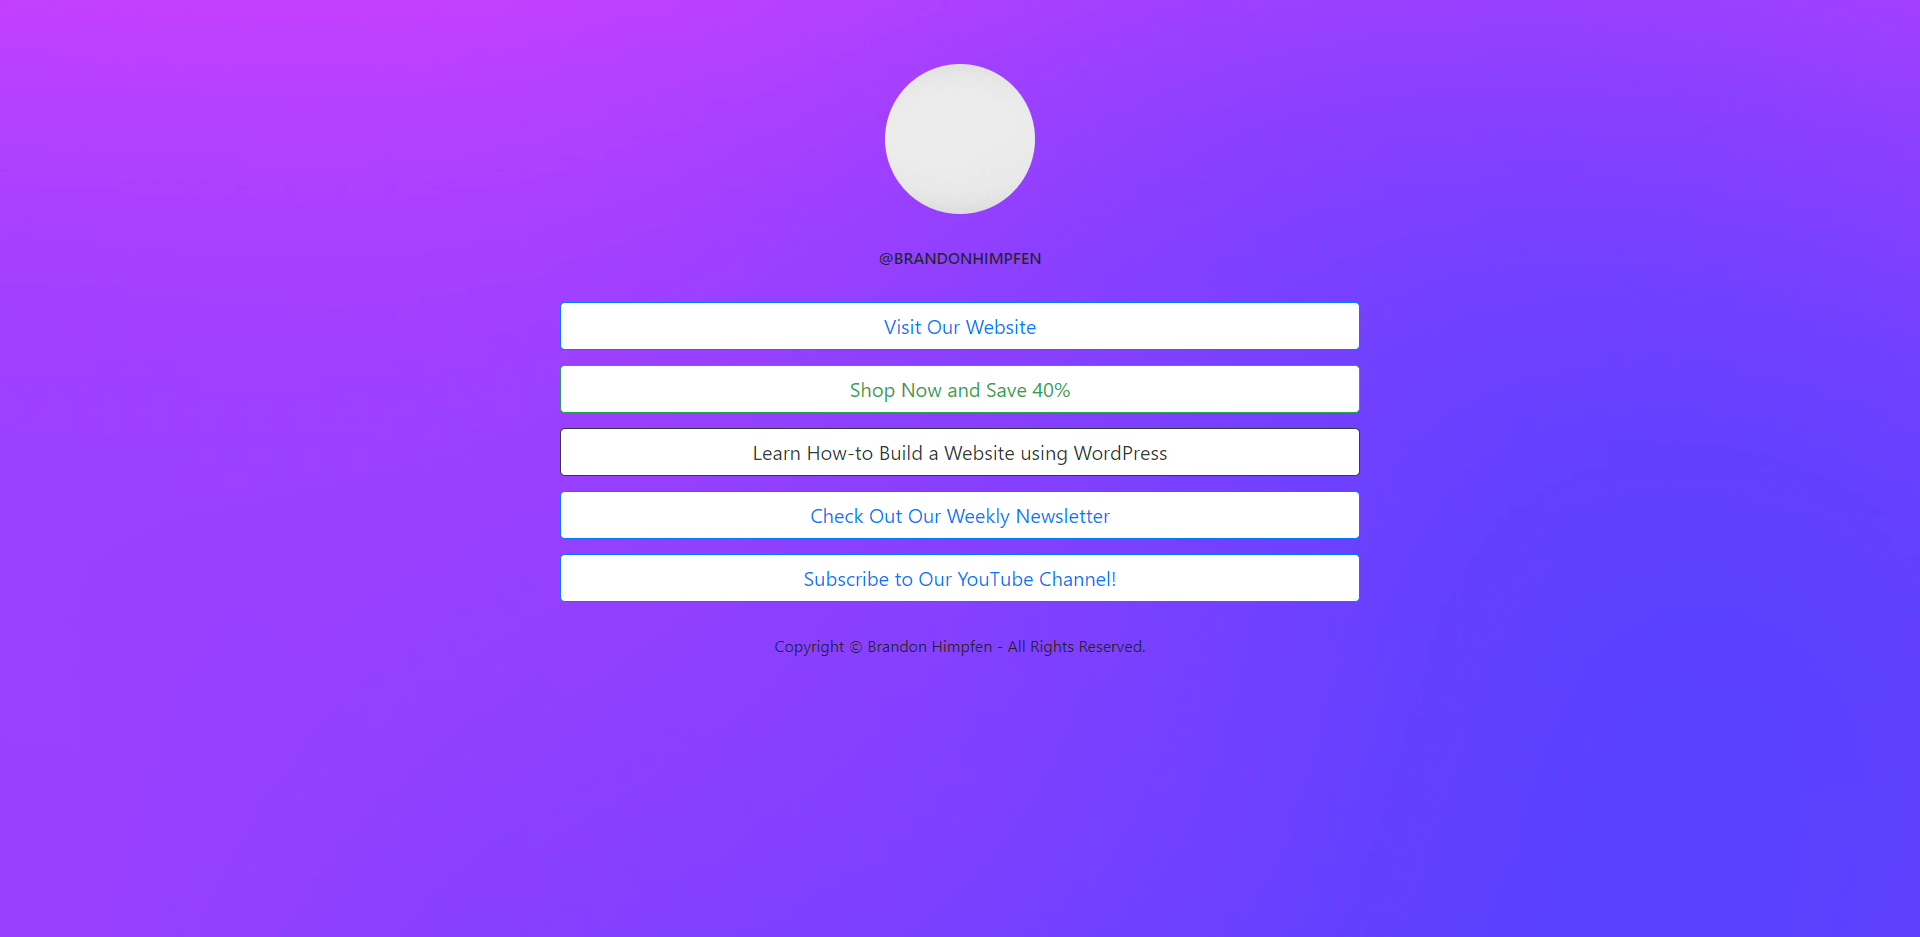 @BRANDONHIMPFEN
Visit Our Website
Shop Now and Save 40%
Learn How-to Build a Website using WordPress
Check Out Our Weekly Newsletter
Subscribe to Our YouTube Channel!
Copyright © Brandon Himpfen - All Rights Reserved.